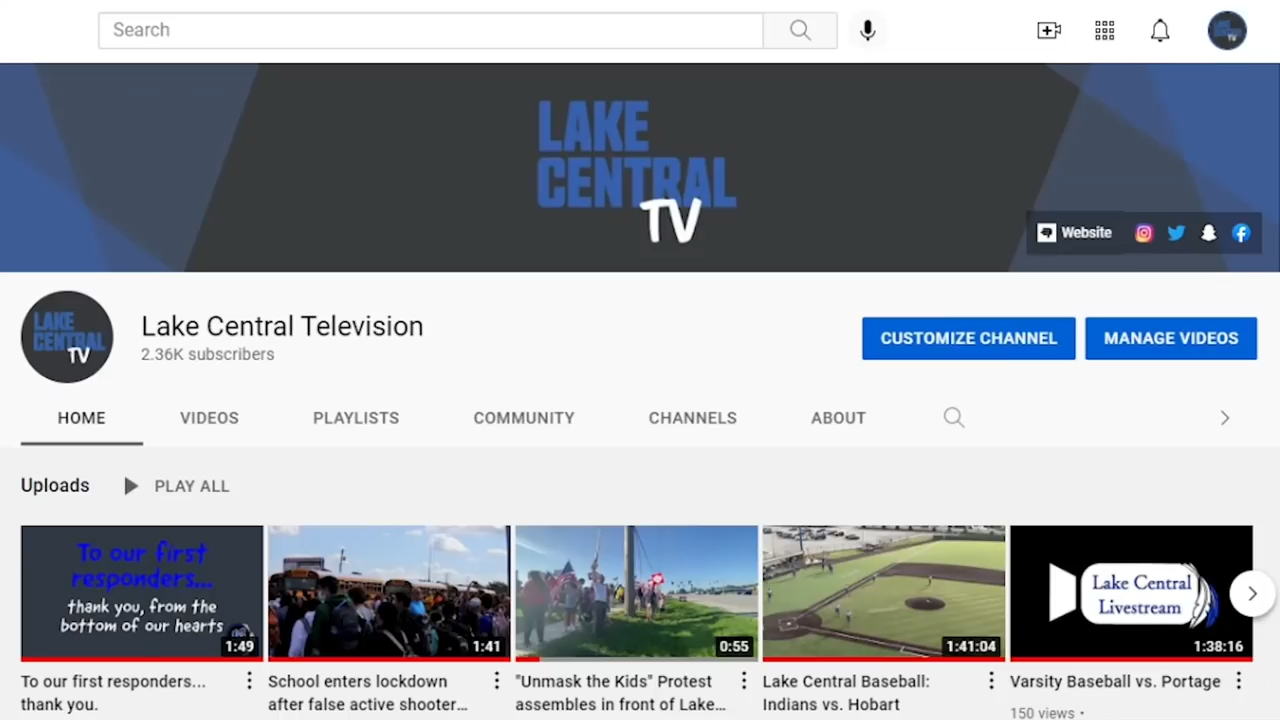 Search
LAKE
CENTRAL
TV
Website
LAKE
CENTRAL
TV
Lake Central Television
2.36K subscribers
CUSTOMIZE CHANNEL
MANAGE VIDEOS
HOME
VIDEOS
PLAYLISTS
COMMUNITY
CHANNELS
ABOUT
Uploads
PLAY ALL
To our first
responders...
thank you, from the
bottom of our hearts
1:49
1:41
0:55
1:41:04
Lake Central
Livestream
1:38:16
To our first responders...
thank you.
School enters lockdown
after false active shooter...
"Unmask the Kids" Protest
assembles in front of Lake...
Lake Central Baseball:
Indians vs. Hobart
Varsity Baseball vs. Portage
150 views •